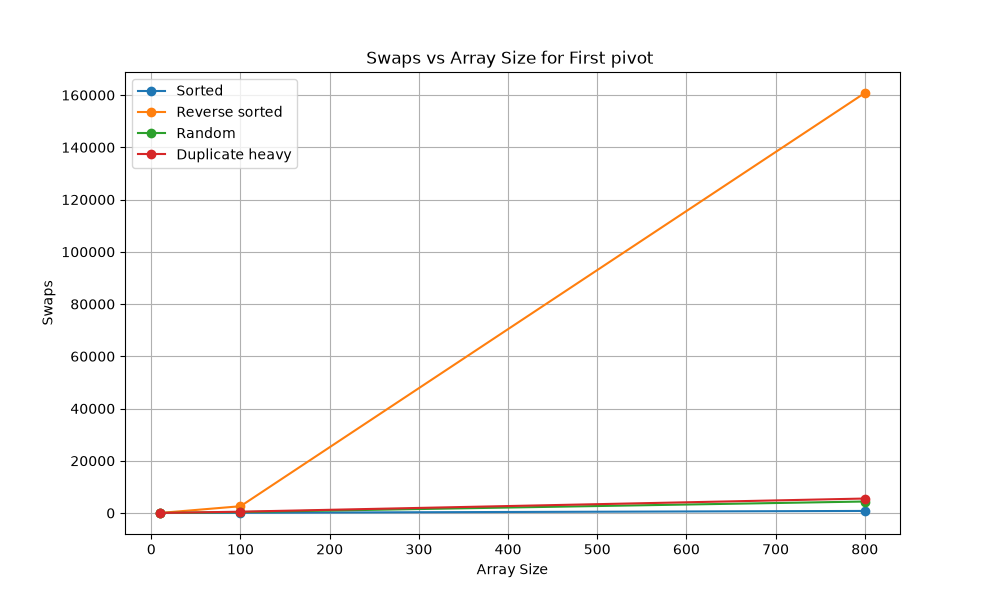 Swaps vs Array Size for First pivot
Sorted
Reverse sorted
Random
Duplicate heavy
160000
140000
120000
100000
80000
60000
40000
20000
0
Swaps
0 100 200 300 400 500 600 700 800
Array Size